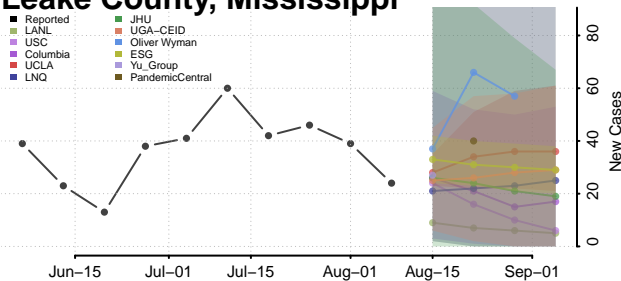 Leake County, Mississippi
Reported
LANL
USC
Columbia
UCLA
LNQ
JHU
UGA−CEID
Oliver Wyman
ESG
Yu_Group
PandemicCentral
80
60
40
20
0
New Cases
Jun−15
Jul−01
Jul−15
Aug−01
Aug−15
Sep−01